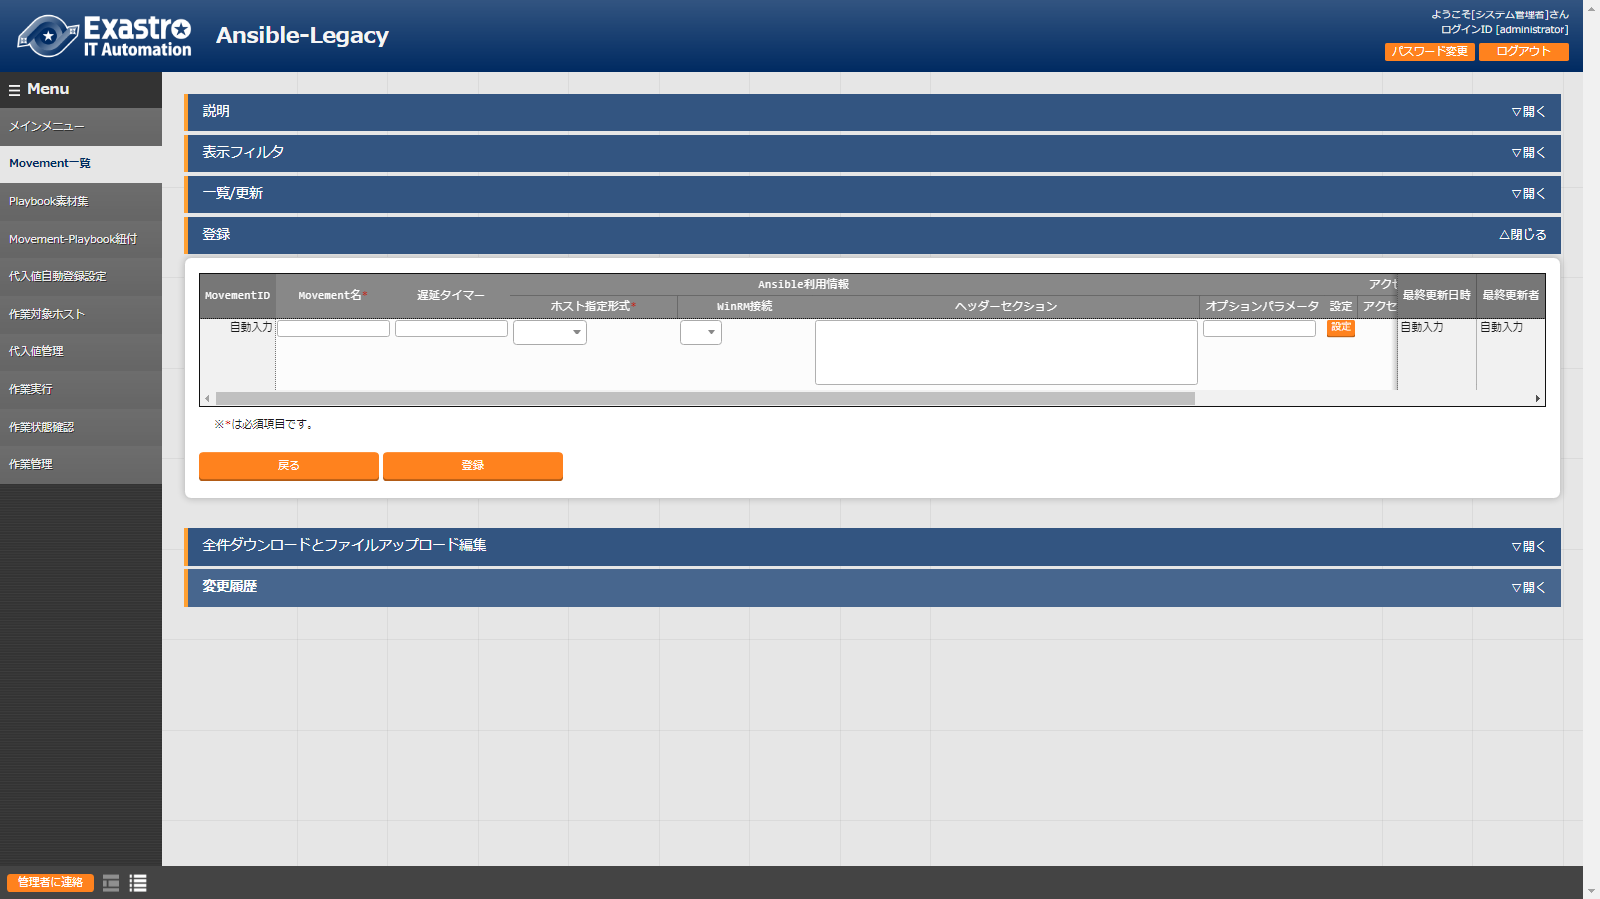 Exastro
IT Automation
Ansible-Legacy
ようこそ[システム管理者]さん
ログインID [administrator]
パスワード変更
ログアウト
Menu
メインメニュー
Movement一覧
Playbook素材集
Movement-Playbook紐付
代入値自動登録設定
作業対象ホスト
代入値管理
作業実行
作業状態確認
作業管理
説明
▽開く
表示フィルタ
▽開く
一覧/更新
▽開く
登録
△閉じる
MovementID
Movement名*
遅延タイマー
Ansible利用情報
ホスト指定形式*
WinRM接続
ヘッダーセクション
オプションパラメータ
設定
アクセ
アクセ
最終更新日時
最終更新者
自動入力
設定
自動入力
自動入力
※*は必須項目です。
戻る
登録
全件ダウンロードとファイルアップロード編集
▽開く
変更履歴
▽開く
管理者に連絡